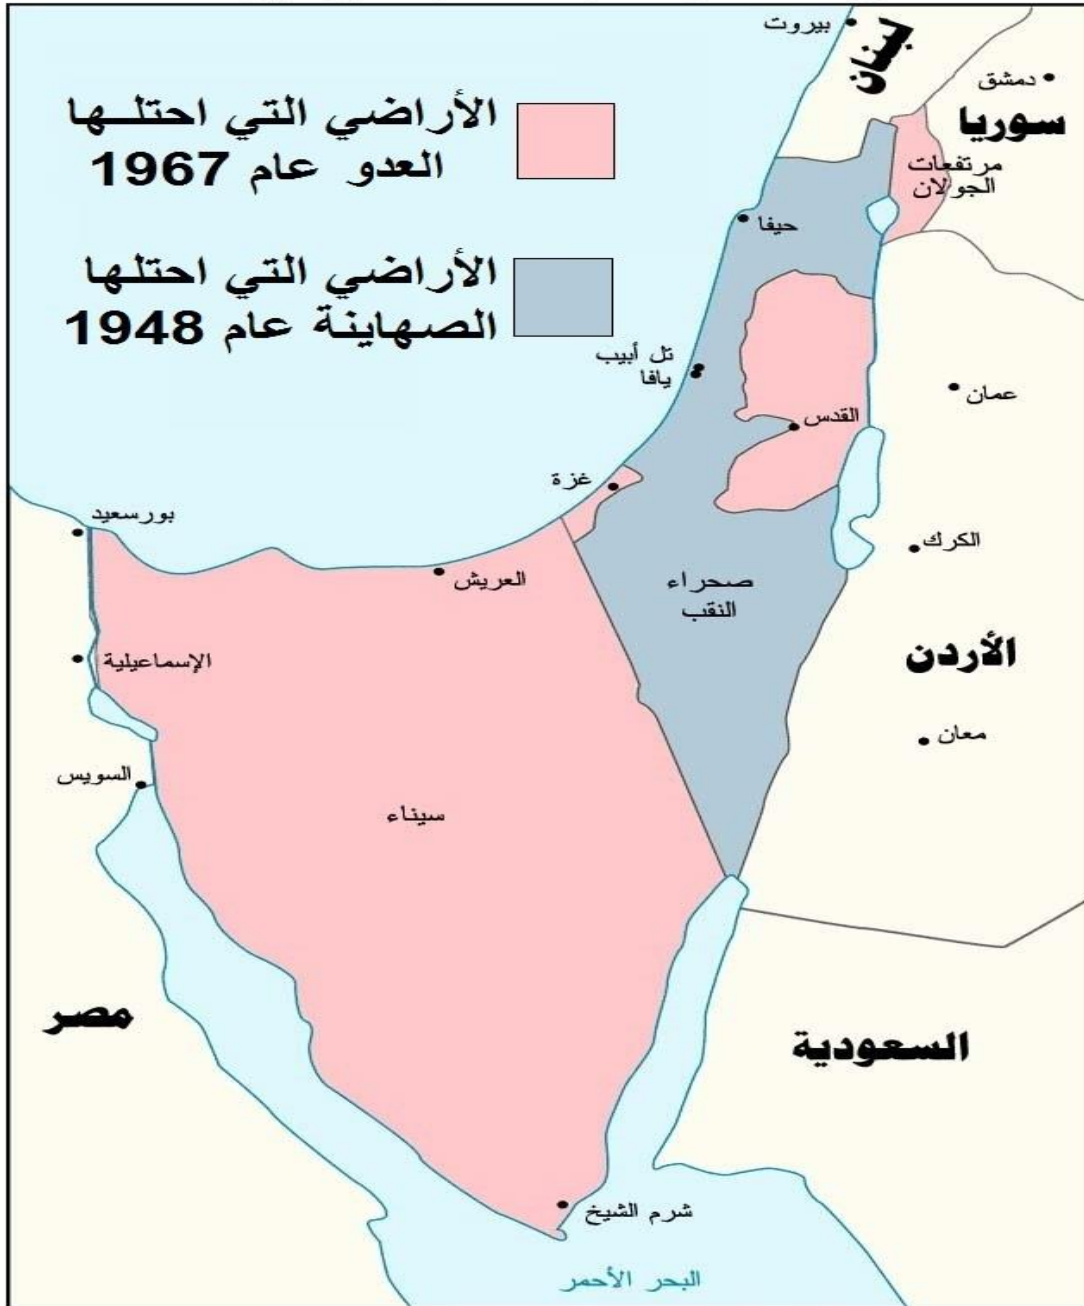 بيروت
لبنان
دمشق
سوريا
الأراضي التي احتلـــها
العدو عام 1967
مرتفعات
الجولان
حيفا
الأراضي التي احتلـها
الصهاينة عام 1948
تل أبيب
يافا
عمان
القدس
غزة
بورسعيد
الكرك
العريش
صحراء
النقب
الإسماعيلية
الأردن
معان
السويس
سيناء
مصر
السعودية
شرم الشيخ
البحر الأحمر